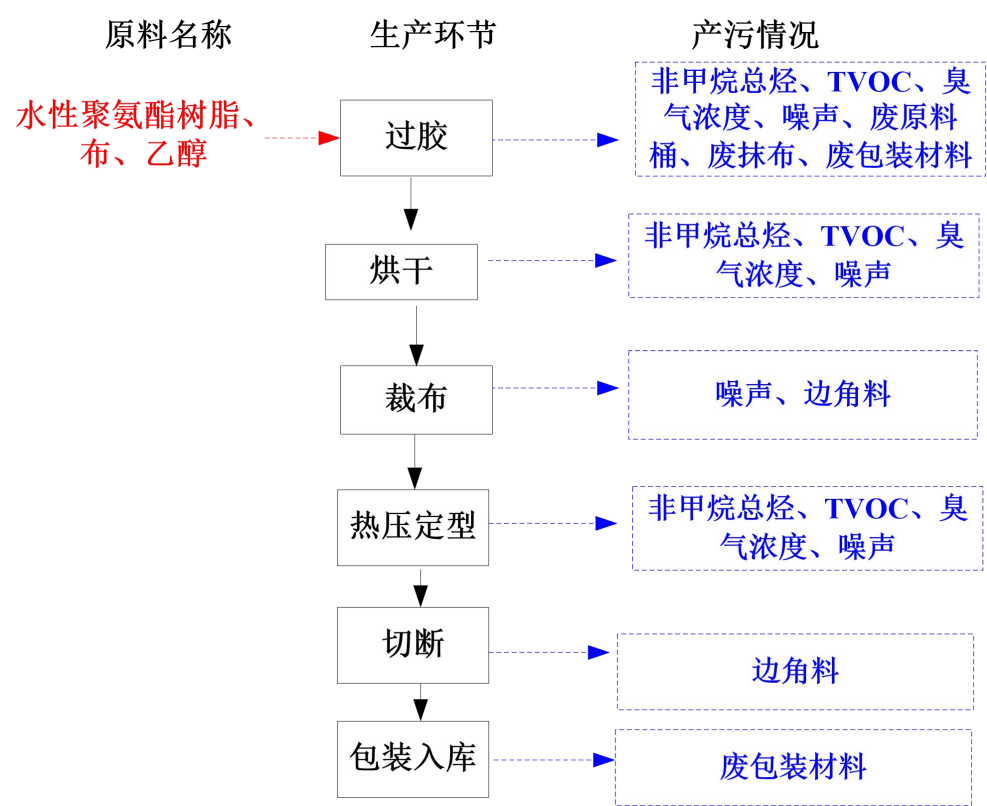 原料名称 生产环节 产污情况
水性聚氨酯树脂、
布、乙醇
过胶
非甲烷总烃、TVOC、臭
气浓度、噪声、废原料
桶、废抹布、废包装材料
烘干
非甲烷总烃、TVOC、臭
气浓度、噪声
裁布
噪声、边角料
热压定型
非甲烷总烃、TVOC、臭
气浓度、噪声
切断
边角料
包装入库
废包装材料